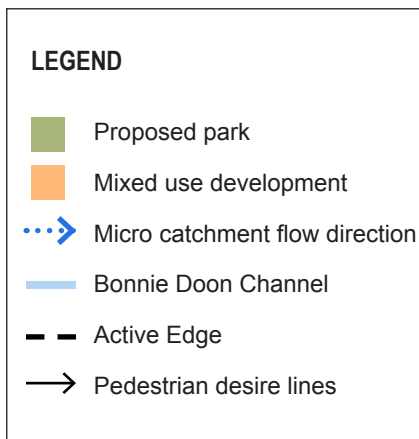 LEGEND
Proposed park
Mixed use development
Micro catchment flow direction
Bonnie Doon Channel
Active Edge
Pedestrian desire lines